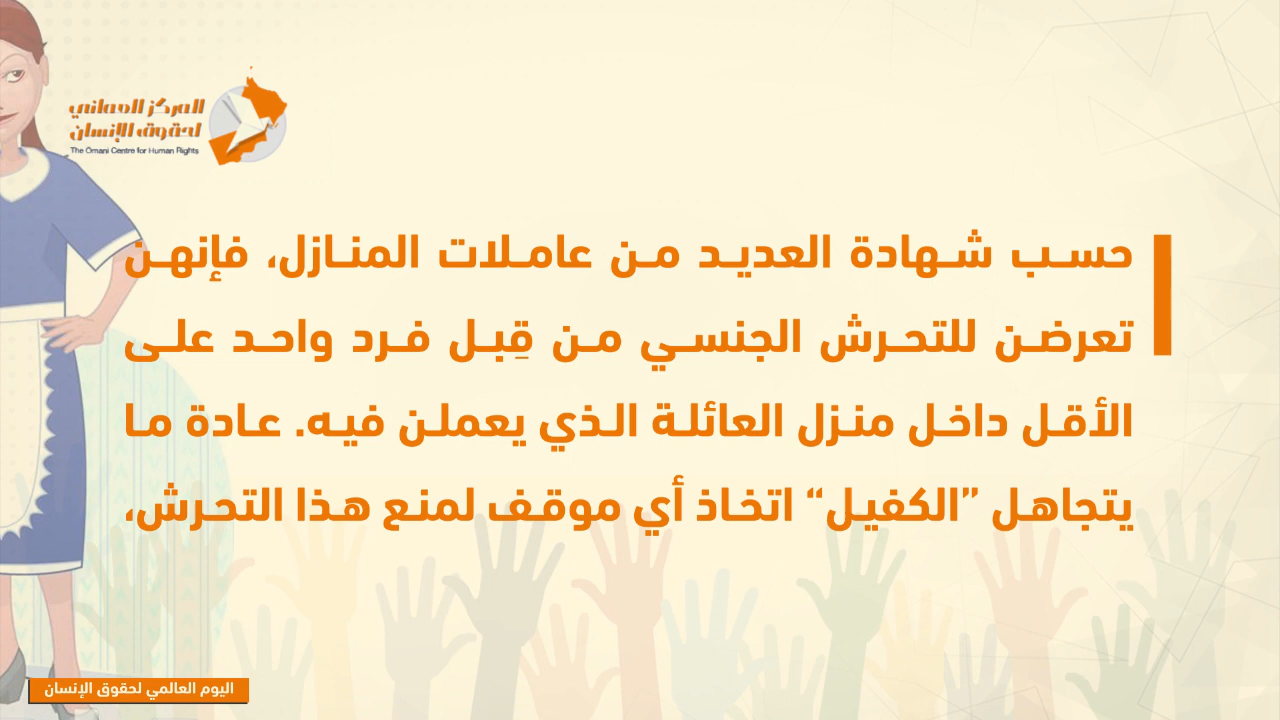 المركز العماني
لحقوق الإنسان
The Omani Centre for Human Rights
حسب شهادة العديد من عاملات المنازل، فإنهن
تعرضن للتحرش الجنسي من قِبل فرد واحد على
الأقل داخل منزل العائلة الذي يعملن فيه. عادة ما
يتجاهل ”الكفيل“ اتخاذ أي موقف لمنع هذا التحرش،
اليوم العالمي لحقوق الإنسان